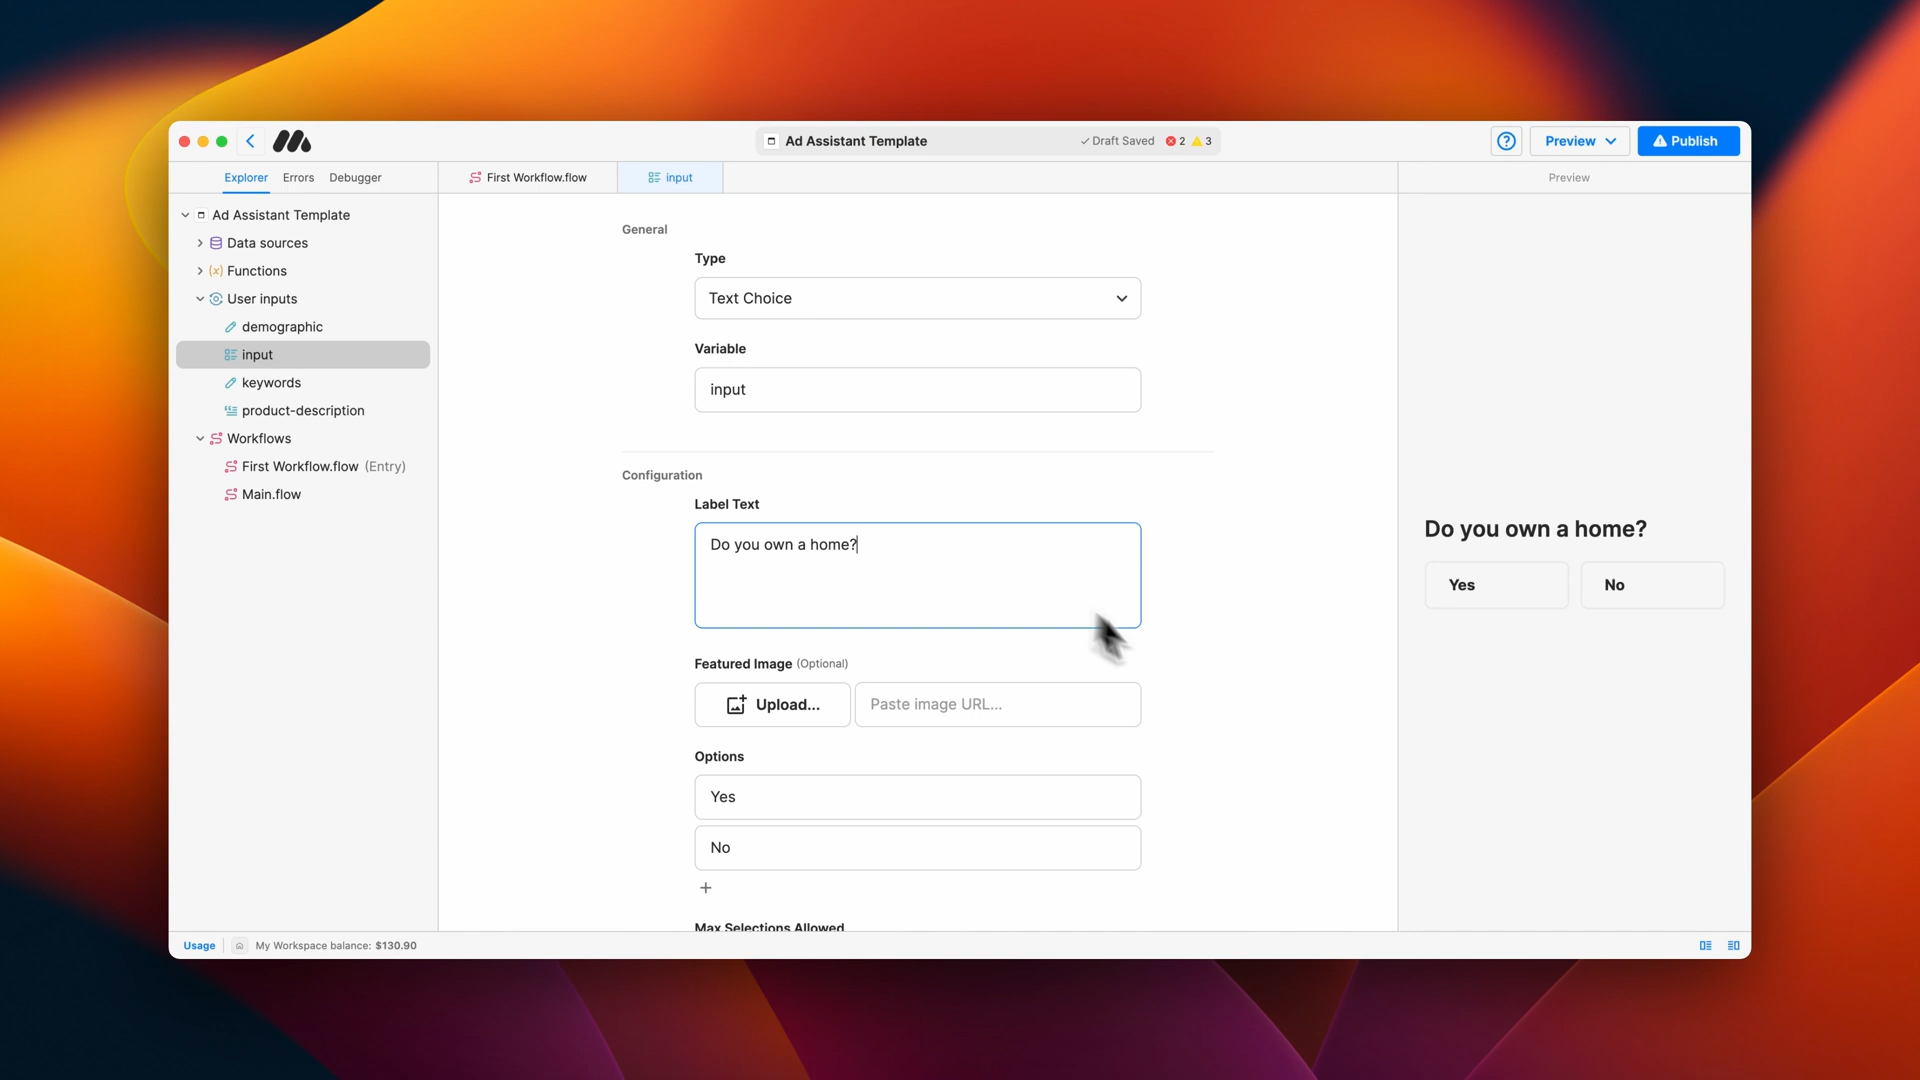 Ad Assistant Template
Draft Saved
2
3
Preview
Publish
Explorer
Errors
Debugger
First Workflow.flow
input
Preview
Ad Assistant Template
Data sources
Functions
User inputs
demographic
input
keywords
product-description
Workflows
First Workflow.flow (Entry)
Main.flow
General
Type
Text Choice
Variable
input
Configuration
Label Text
Do you own a home?
Featured Image (Optional)
Upload...
Paste image URL...
Options
Yes
No
+
Max Selections Allowed
Do you own a home?
Yes
No
Usage
My Workspace balance: $130.90